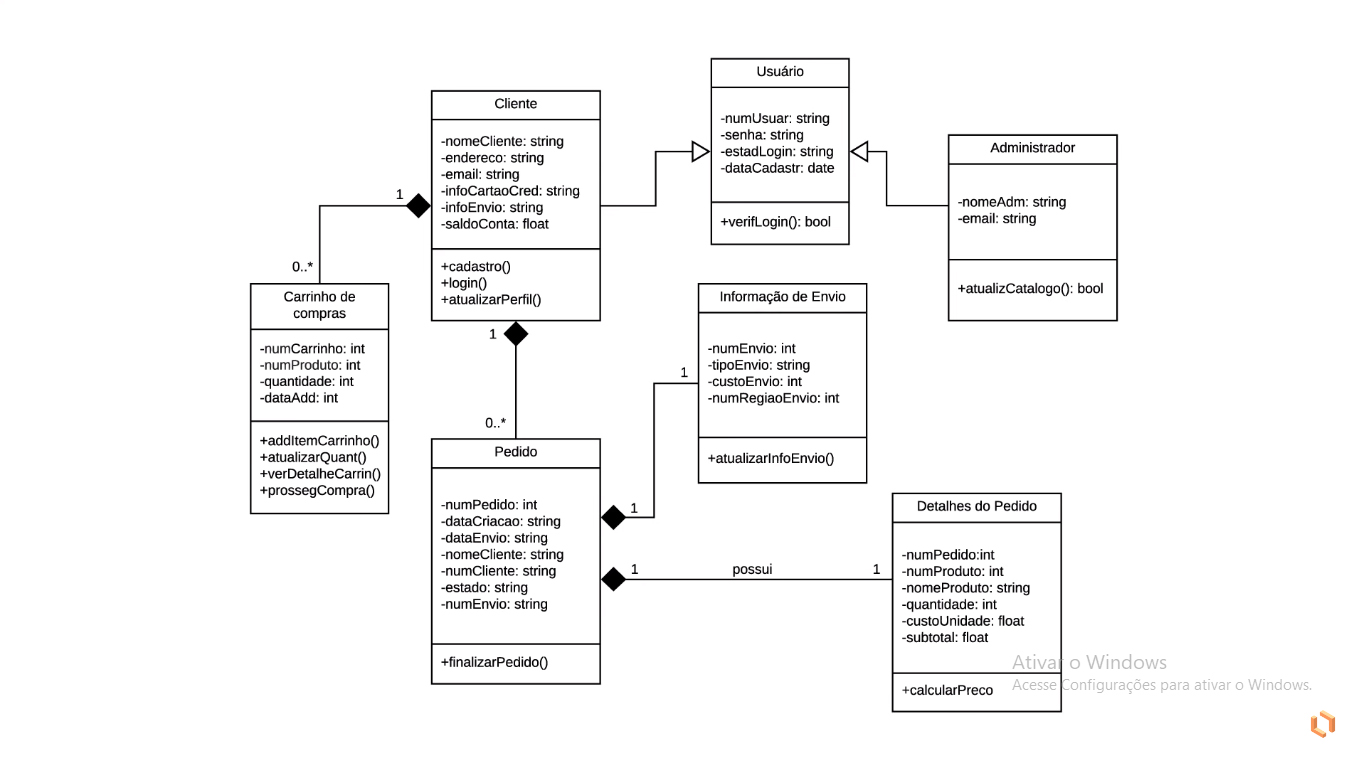 Usuário
-numUsuar: string
-senha: string
-estadLogin: string
-dataCadastr: date
+verifLogin(): bool
Cliente
-nomeCliente: string
-endereco: string
-email: string
-infoCartaoCred: string
-infoEnvio: string
-saldoConta: float
+cadastro()
+login()
+atualizarPerfil()
Administrador
-nomeAdm: string
-email: string
+atualizCatalogo(): bool
1
0..*
Carrinho de
compras
-numCarrinho: int
-numProduto: int
-quantidade: int
-dataAdd: int
+addItemCarrinho()
+atualizarQuant()
+verDetalheCarrin()
+prossegCompra()
1
0..*
Informação de Envio
-numEnvio: int
-tipoEnvio: string
-custoEnvio: int
-numRegiaoEnvio: int
+atualizarInfoEnvio()
1
Pedido
-numPedido: int
-dataCriacao: string
-dataEnvio: string
-nomeCliente: string
-numCliente: string
-estado: string
-numEnvio: string
+finalizarPedido()
1
1
possui
1
Detalhes do Pedido
-numPedido:int
-numProduto: int
-nomeProduto: string
-quantidade: int
-custoUnidade: float
-subtotal: float
+calcularPreco
Ativar o Windows
Acesse Configurações para ativar o Windows.